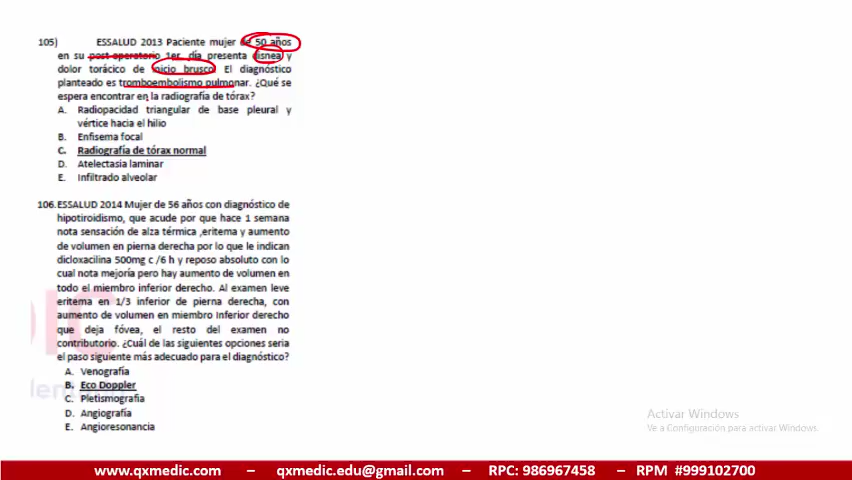 105) ESSALUD 2013 Paciente mujer de 50 años
en su post-operatorio 1er. día presenta disnea y
dolor torácico de inicio brusco. El diagnóstico
planteado es tromboembolismo pulmonar. ¿Qué se
espera encontrar en la radiografía de tórax?
A. Radiopacidad triangular de base pleural y
vértice hacia el hilio
B. Enfisema focal
C. Radiografía de tórax normal
D. Atelectasia laminar
E. Infiltrado alveolar
106. ESSALUD 2014 Mujer de 56 años con diagnóstico de
hipotiroidismo, que acude por que hace 1 semana
nota sensación de alza térmica ,eritema y aumento
de volumen en pierna derecha por lo que le indican
dicloxacilina 500mg c /6 h y reposo absoluto con lo
cual nota mejoría pero hay aumento de volumen en
todo el miembro inferior derecho. Al examen leve
eritema en 1/3 inferior de pierna derecha, con
aumento de volumen en miembro Inferior derecho
que deja fóvea, el resto del examen no
contributorio. ¿Cuál de las siguientes opciones seria
el paso siguiente más adecuado para el diagnóstico?
A. Venografía
B. Eco Doppler
C. Pletismografia
D. Angiografía
E. Angioresonancia
Activar Windows
Ve a Configuración para activar Windows.
www.qxmedic.com – qxmedic.edu@gmail.com – RPC: 986967458 – RPM #999102700